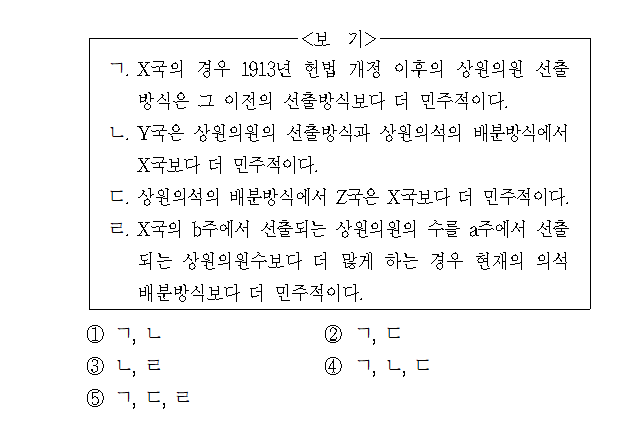 <보 기>
ㄱ. X국의 경우 1913년 헌법 개정 이후의 상원의원 선출
방식은 그 이전의 선출방식보다 더 민주적이다.
ㄴ. Y국은 상원의원의 선출방식과 상원의석의 배분방식에서
X국보다 더 민주적이다.
ㄷ. 상원의석의 배분방식에서 Z국은 X국보다 더 민주적이다.
ㄹ. X국의 b주에서 선출되는 상원의원의 수를 a주에서 선출
되는 상원의원수보다 더 많게 하는 경우 현재의 의석
배분방식보다 더 민주적이다.
① ㄱ, ㄴ ② ㄱ, ㄷ
③ ㄴ, ㄹ ④ ㄱ, ㄴ, ㄷ
⑤ ㄱ, ㄷ, ㄹ